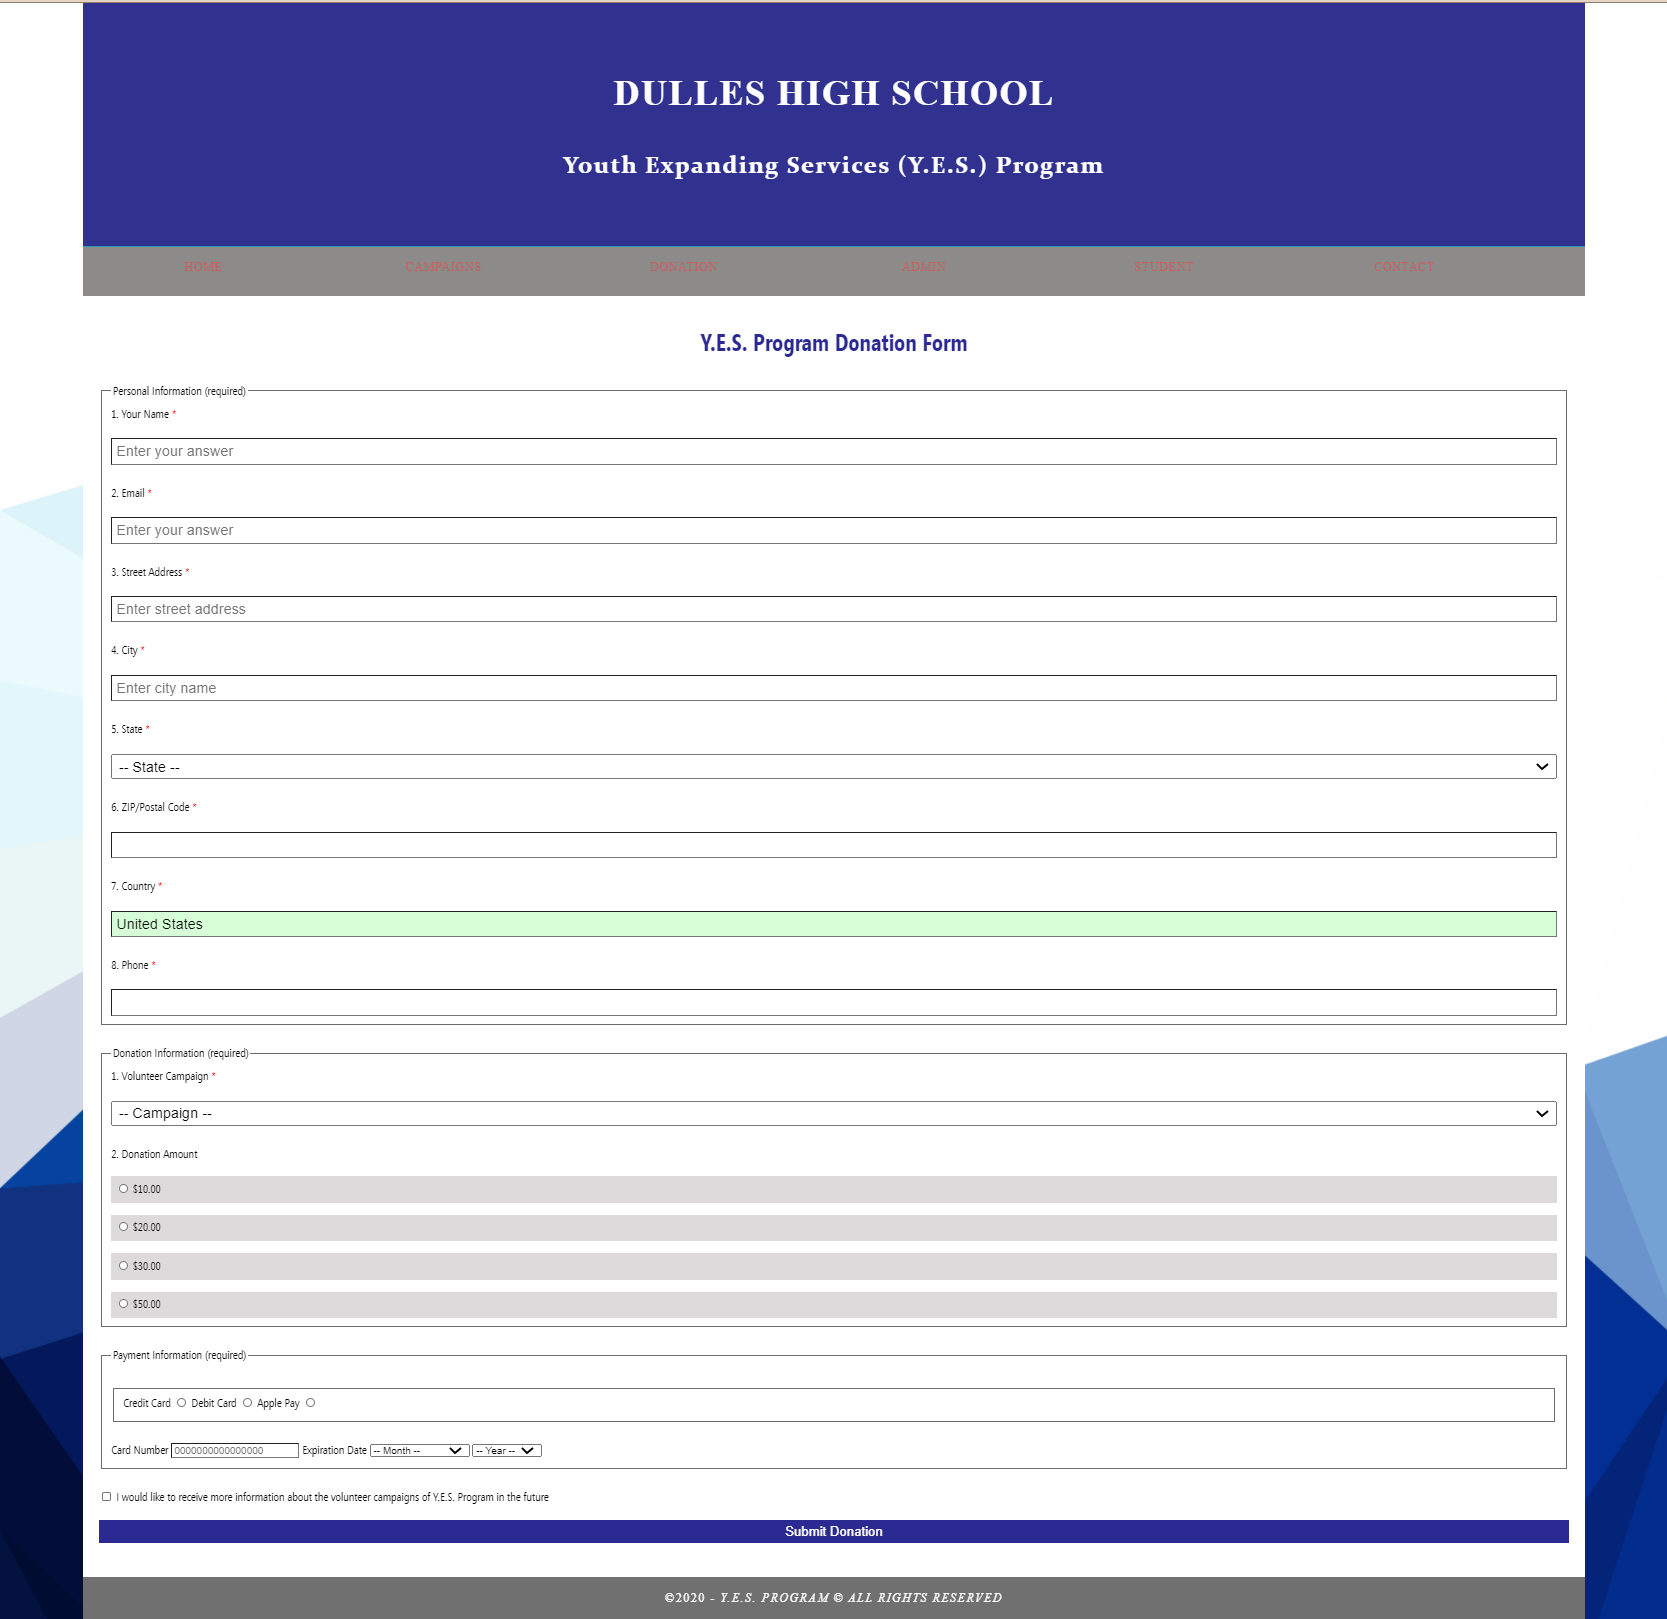 DULLES HIGH SCHOOL
Youth Expanding Services (Y.E.S.) Program
HOME CAMPAIGNS DONATION ADMIN STUDENT CONTACT
Y.E.S. Program Donation Form
Personal Information (required)
1. Your Name *
Enter your answer
2. Email *
Enter your answer
3. Street Address *
Enter street address
4. City *
Enter city name
5. State *
-- State --
6. ZIP/Postal Code *
7. Country *
United States
8. Phone *
Donation Information (required)
1. Volunteer Campaign *
-- Campaign --
2. Donation Amount
$10.00
$20.00
$30.00
$50.00
Payment Information (required)
Credit Card Debit Card Apple Pay
Card Number 0000000000000000 Expiration Date -- Month -- -- Year --
I would like to receive more information about the volunteer campaigns of Y.E.S. Program in the future
Submit Donation
©2020 - Y.E.S. PROGRAM © ALL RIGHTS RESERVED